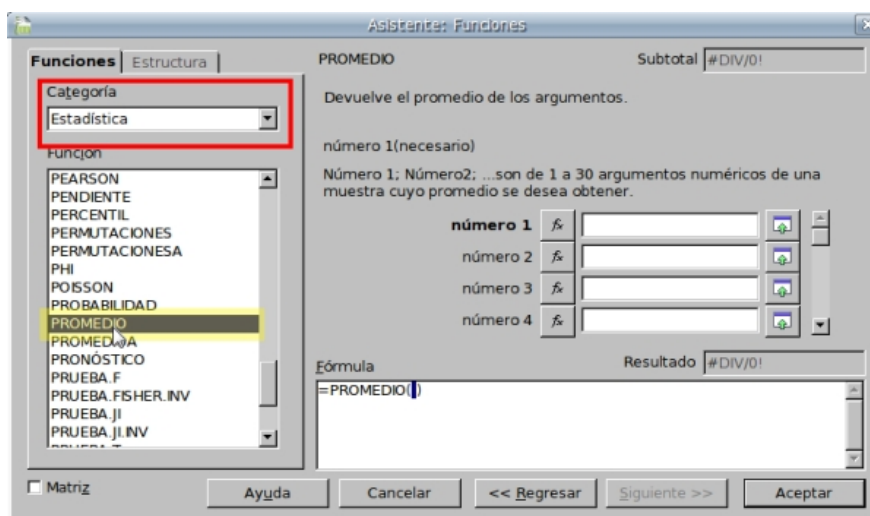 Asistente: Funciones
Funciones
Estructura
Categoría
Estadística
Función
PEARSON
PENDIENTE
PERCENTIL
PERMUTACIONES
PERMUTACIONESA
PHI
POISSON
PROBABILIDAD
PROMEDIO
PROMEDIOA
PRONÓSTICO
PRUEBA.F
PRUEBA.FISHER.INV
PRUEBA.JI
PRUEBA.JI.INV
Matriz
PROMEDIO
Subtotal #DIV/0!
Devuelve el promedio de los argumentos.
número 1(necesario)
Número 1; Número2; ...son de 1 a 30 argumentos numéricos de una
muestra cuyo promedio se desea obtener.
número 1 fx
número 2 fx
número 3 fx
número 4 fx
Fórmula
Resultado #DIV/0!
=PROMEDIO()
Ayuda
Cancelar
<< Regresar
Siguiente >>
Aceptar